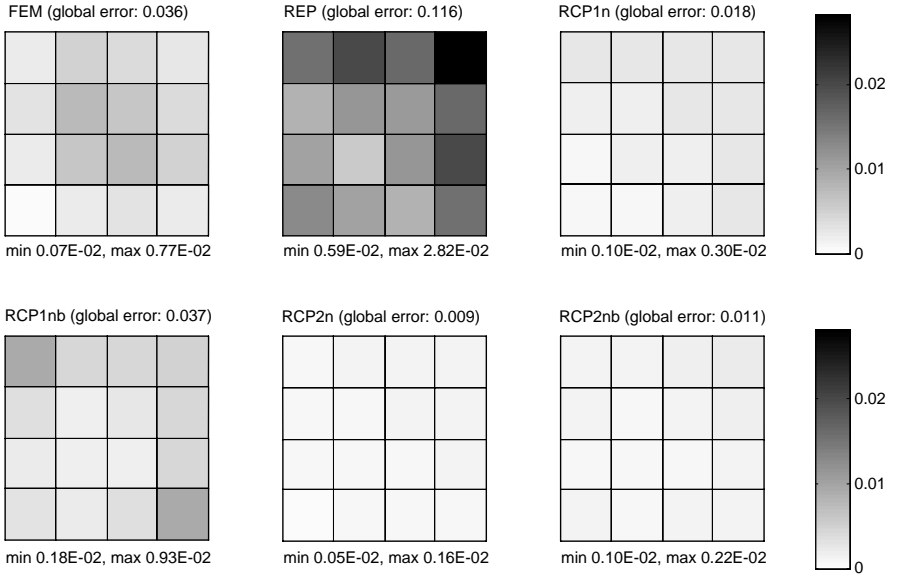 FEM (global error: 0.036)
REP (global error: 0.116)
RCP1n (global error: 0.018)
0.02
0.01
0
min 0.07E-02, max 0.77E-02
min 0.59E-02, max 2.82E-02
min 0.10E-02, max 0.30E-02
RCP1nb (global error: 0.037)
RCP2n (global error: 0.009)
RCP2nb (global error: 0.011)
0.02
0.01
0
min 0.18E-02, max 0.93E-02
min 0.05E-02, max 0.16E-02
min 0.10E-02, max 0.22E-02